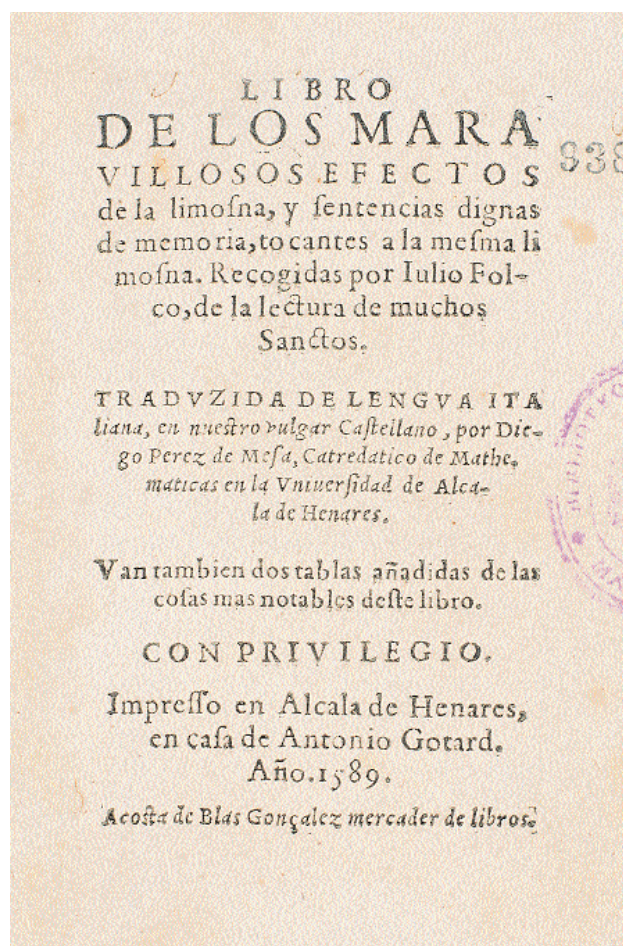 LIBRO
DE LOS MARA
VILLOSOS EFECTOS
de la limoſna, y ſentencias dignas
de memoria, tocantes a la meſma li
moſna. Recogidas por Iulio Fol-
co, de la lectura de muchos
Sanctos.
TRADVZIDA DE LENGVA ITA
liana, en nueſtro vulgar Caſtellano, por Die-
go Perez de Meſa, Catredatico de Mathe.
maticas en la Vniuerſidad de Alca-
la de Henares.
Van tambien dos tablas añadidas de las
coſas mas notables deſte libro.
CON PRIVILEGIO.
Impreſſo en Alcala de Henares,
en caſa de Antonio Gotard.
Año. 1589.
Acoſta de Blas Gonçalez mercader de libros.